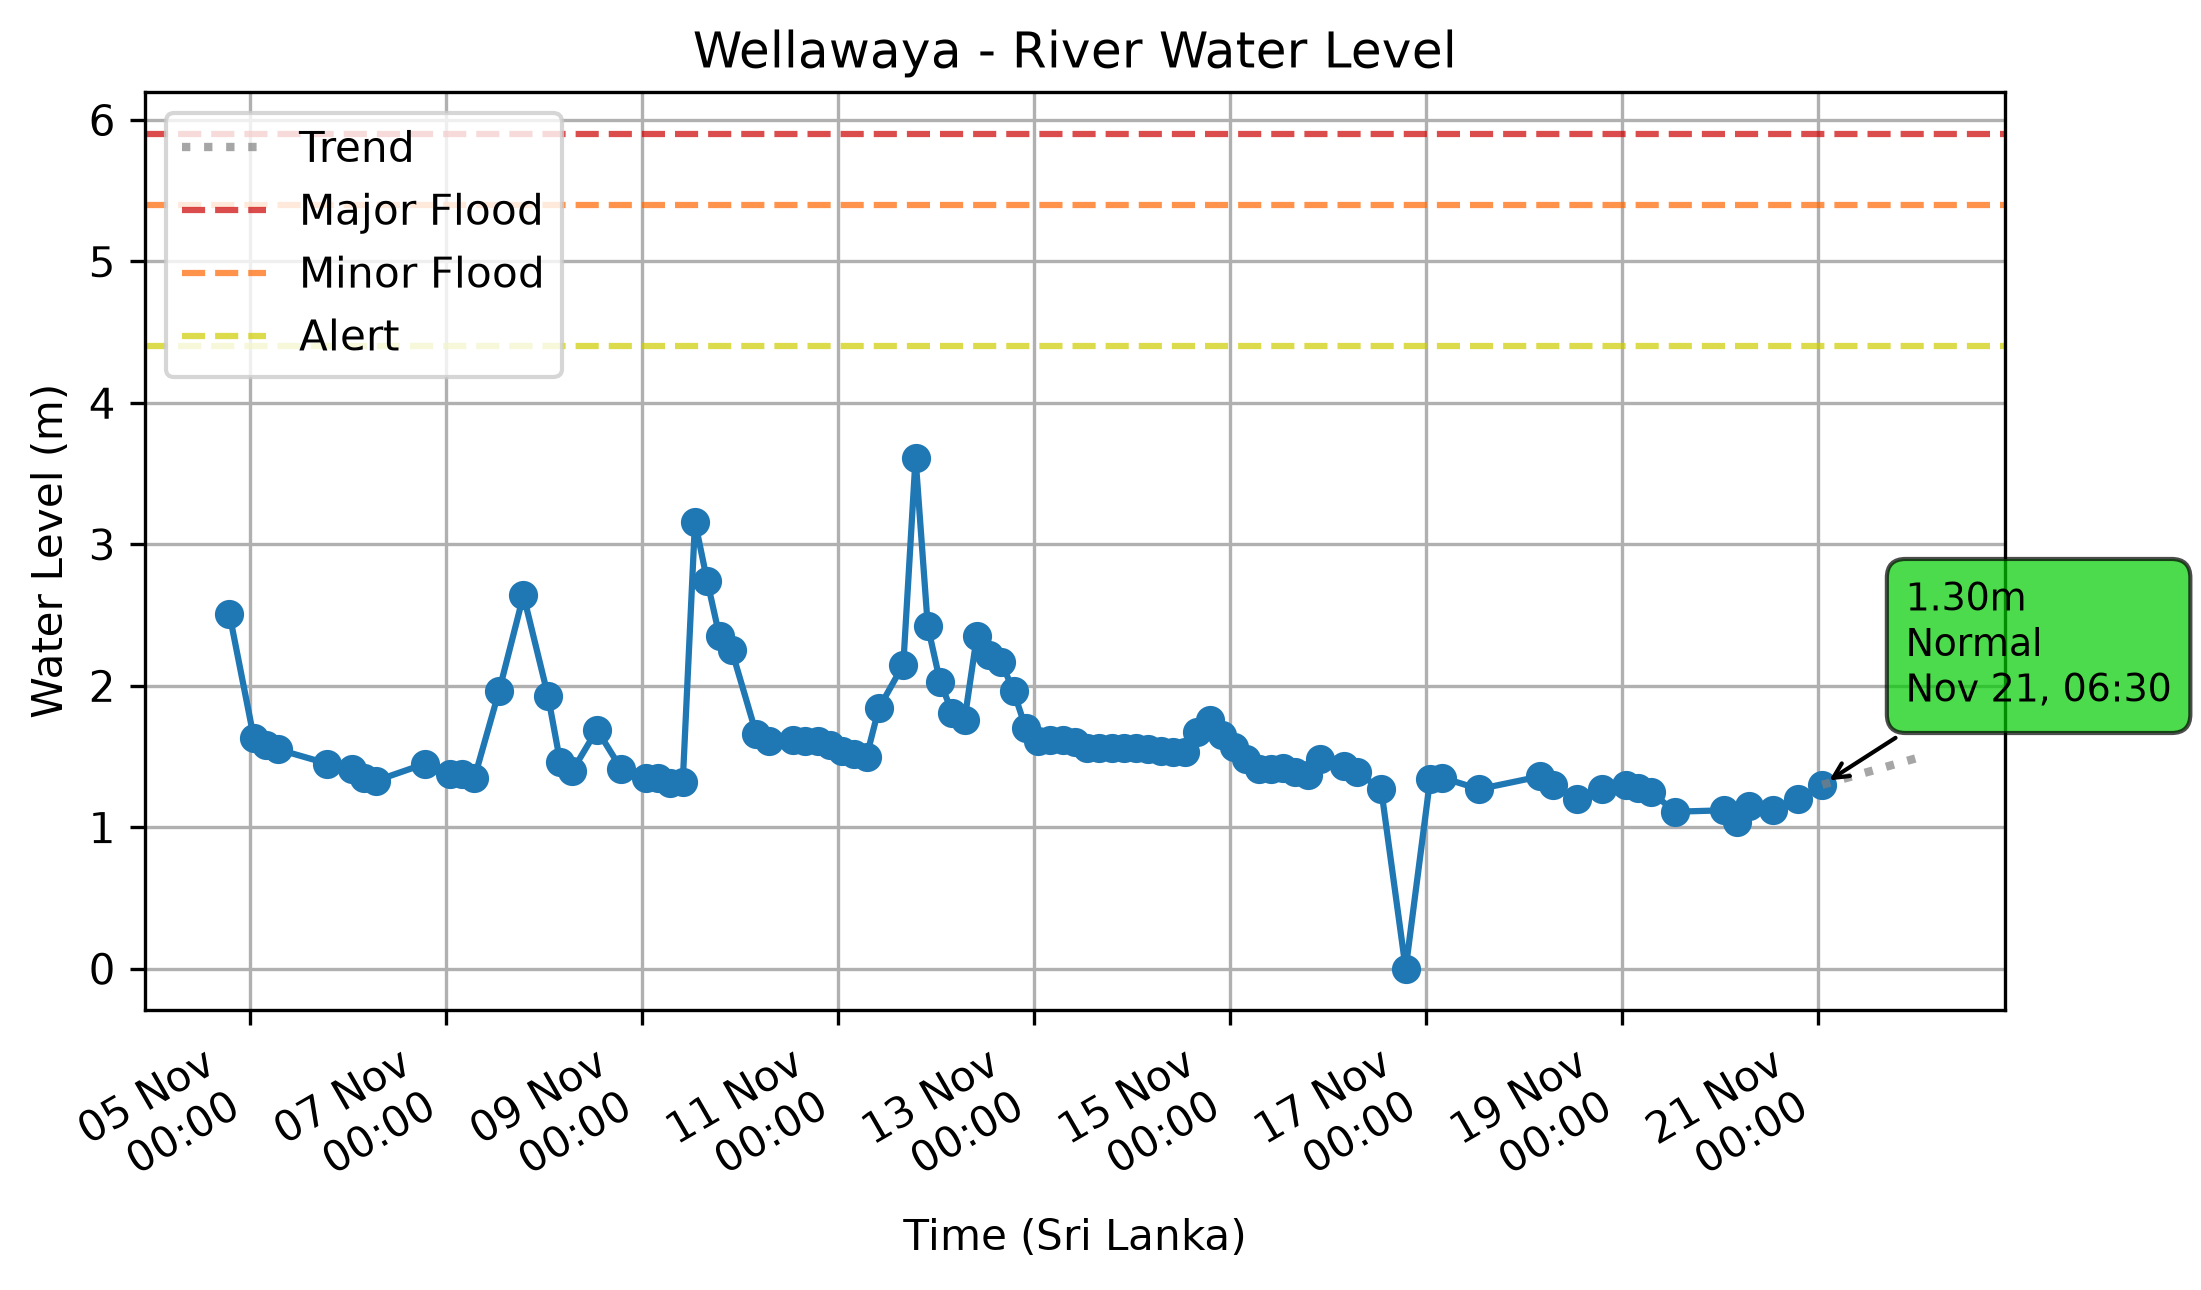 Wellawaya - River Water Level
6
5
4
3
2
1
0
Water Level (m)
Trend
Major Flood
Minor Flood
Alert
1.30m
Normal
Nov 21, 06:30
05 Nov
00:00
07 Nov
00:00
09 Nov
00:00
11 Nov
00:00
13 Nov
00:00
15 Nov
00:00
17 Nov
00:00
19 Nov
00:00
21 Nov
00:00
Time (Sri Lanka)